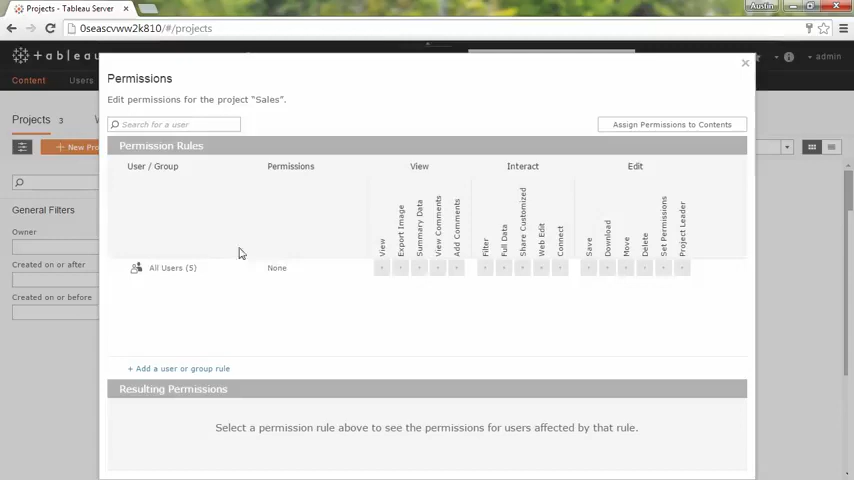 Projects - Tableau Server
Austin
0seascvww2k810/#/projects
+ a b l e a
admin
Content
Users
Permissions
Edit permissions for the project "Sales".
Search for a user
Assign Permissions to Contents
Projects 3
+ New Pro
Permission Rules
User / Group
Permissions
View
Interact
Edit
View
Export Image
Summary Data
View Comments
Add Comments
Filter
Full Data
Share Customized
Web Edit
Connect
Save
Download
Move
Delete
Set Permissions
Project Leader
General Filters
Owner
Created on or after
Created on or before
All Users (5)
None
+ Add a user or group rule
Resulting Permissions
Select a permission rule above to see the permissions for users affected by that rule.